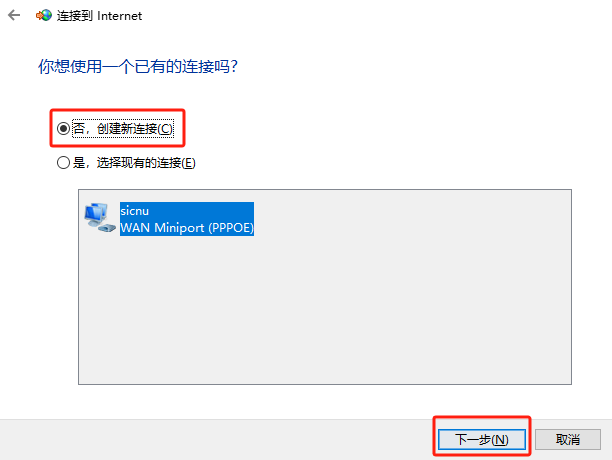 连接到 Internet
你想使用一个已有的连接吗?
否，创建新连接(C)
是，选择现有的连接(E)
sicnu
WAN Miniport (PPPOE)
下一步(N)
取消